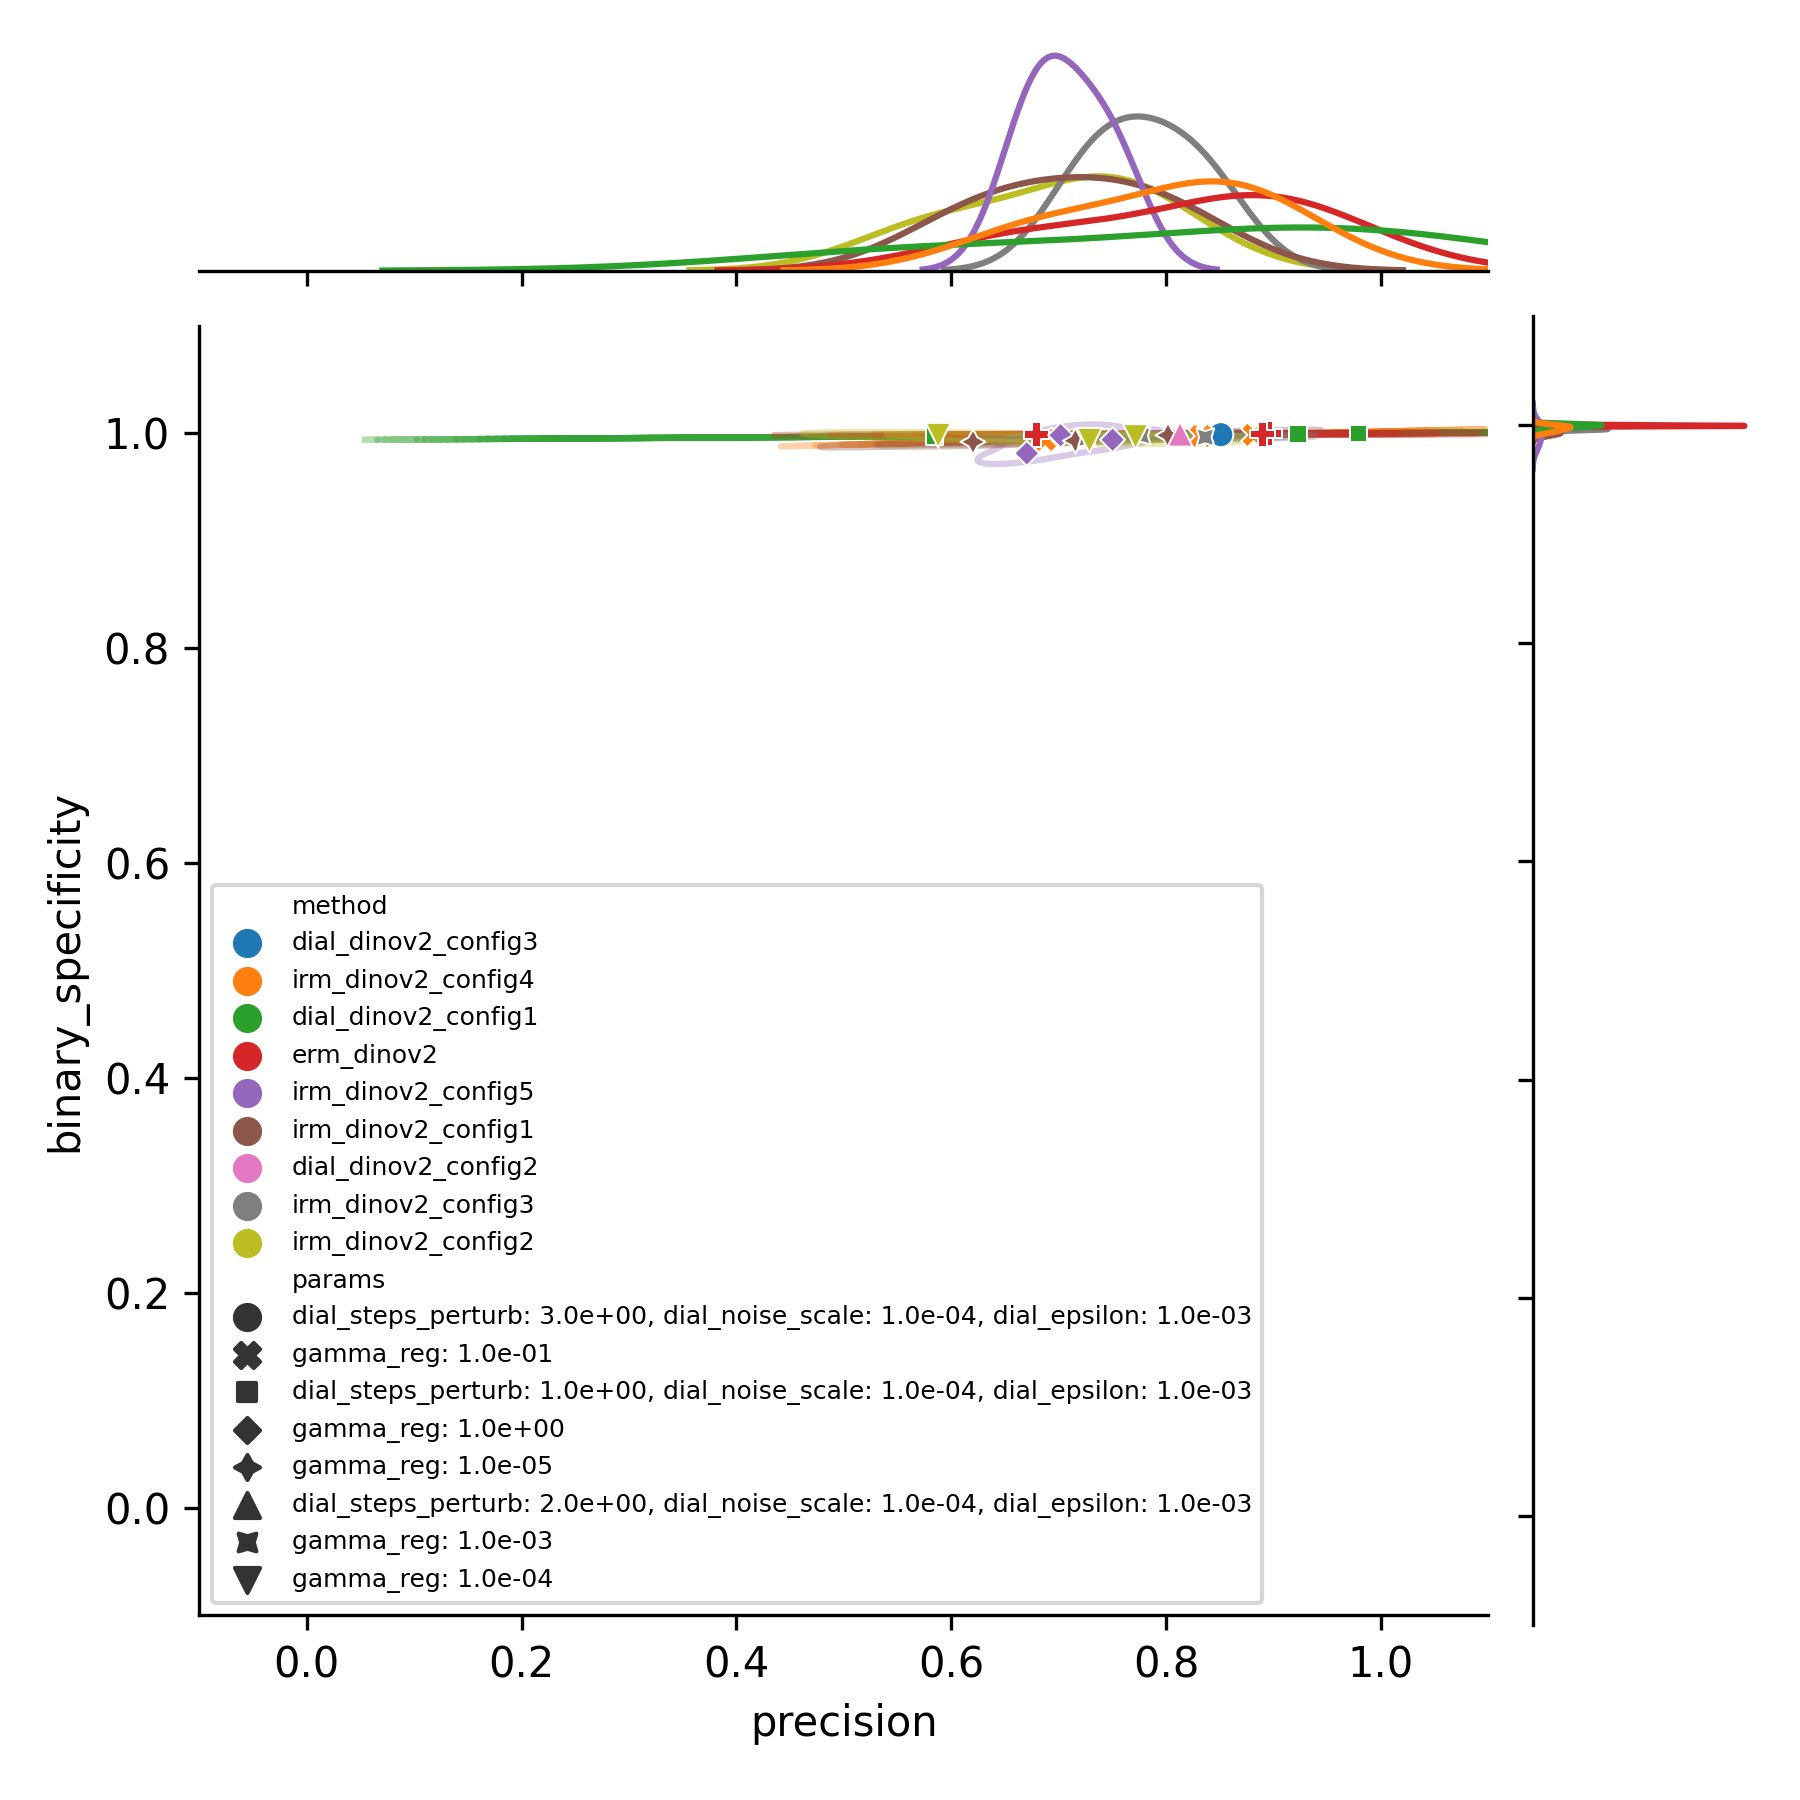 1.0
0.8
0.6
0.4
0.2
0.0
binary_specificity
method
dial_dinov2_config3
irm_dinov2_config4
dial_dinov2_config1
erm_dinov2
irm_dinov2_config5
irm_dinov2_config1
dial_dinov2_config2
irm_dinov2_config3
irm_dinov2_config2
params
dial_steps_perturb: 3.0e+00, dial_noise_scale: 1.0e-04, dial_epsilon: 1.0e-03
gamma_reg: 1.0e-01
dial_steps_perturb: 1.0e+00, dial_noise_scale: 1.0e-04, dial_epsilon: 1.0e-03
gamma_reg: 1.0e+00
gamma_reg: 1.0e-05
dial_steps_perturb: 2.0e+00, dial_noise_scale: 1.0e-04, dial_epsilon: 1.0e-03
gamma_reg: 1.0e-03
gamma_reg: 1.0e-04
0.0 0.2 0.4 0.6 0.8 1.0
precision